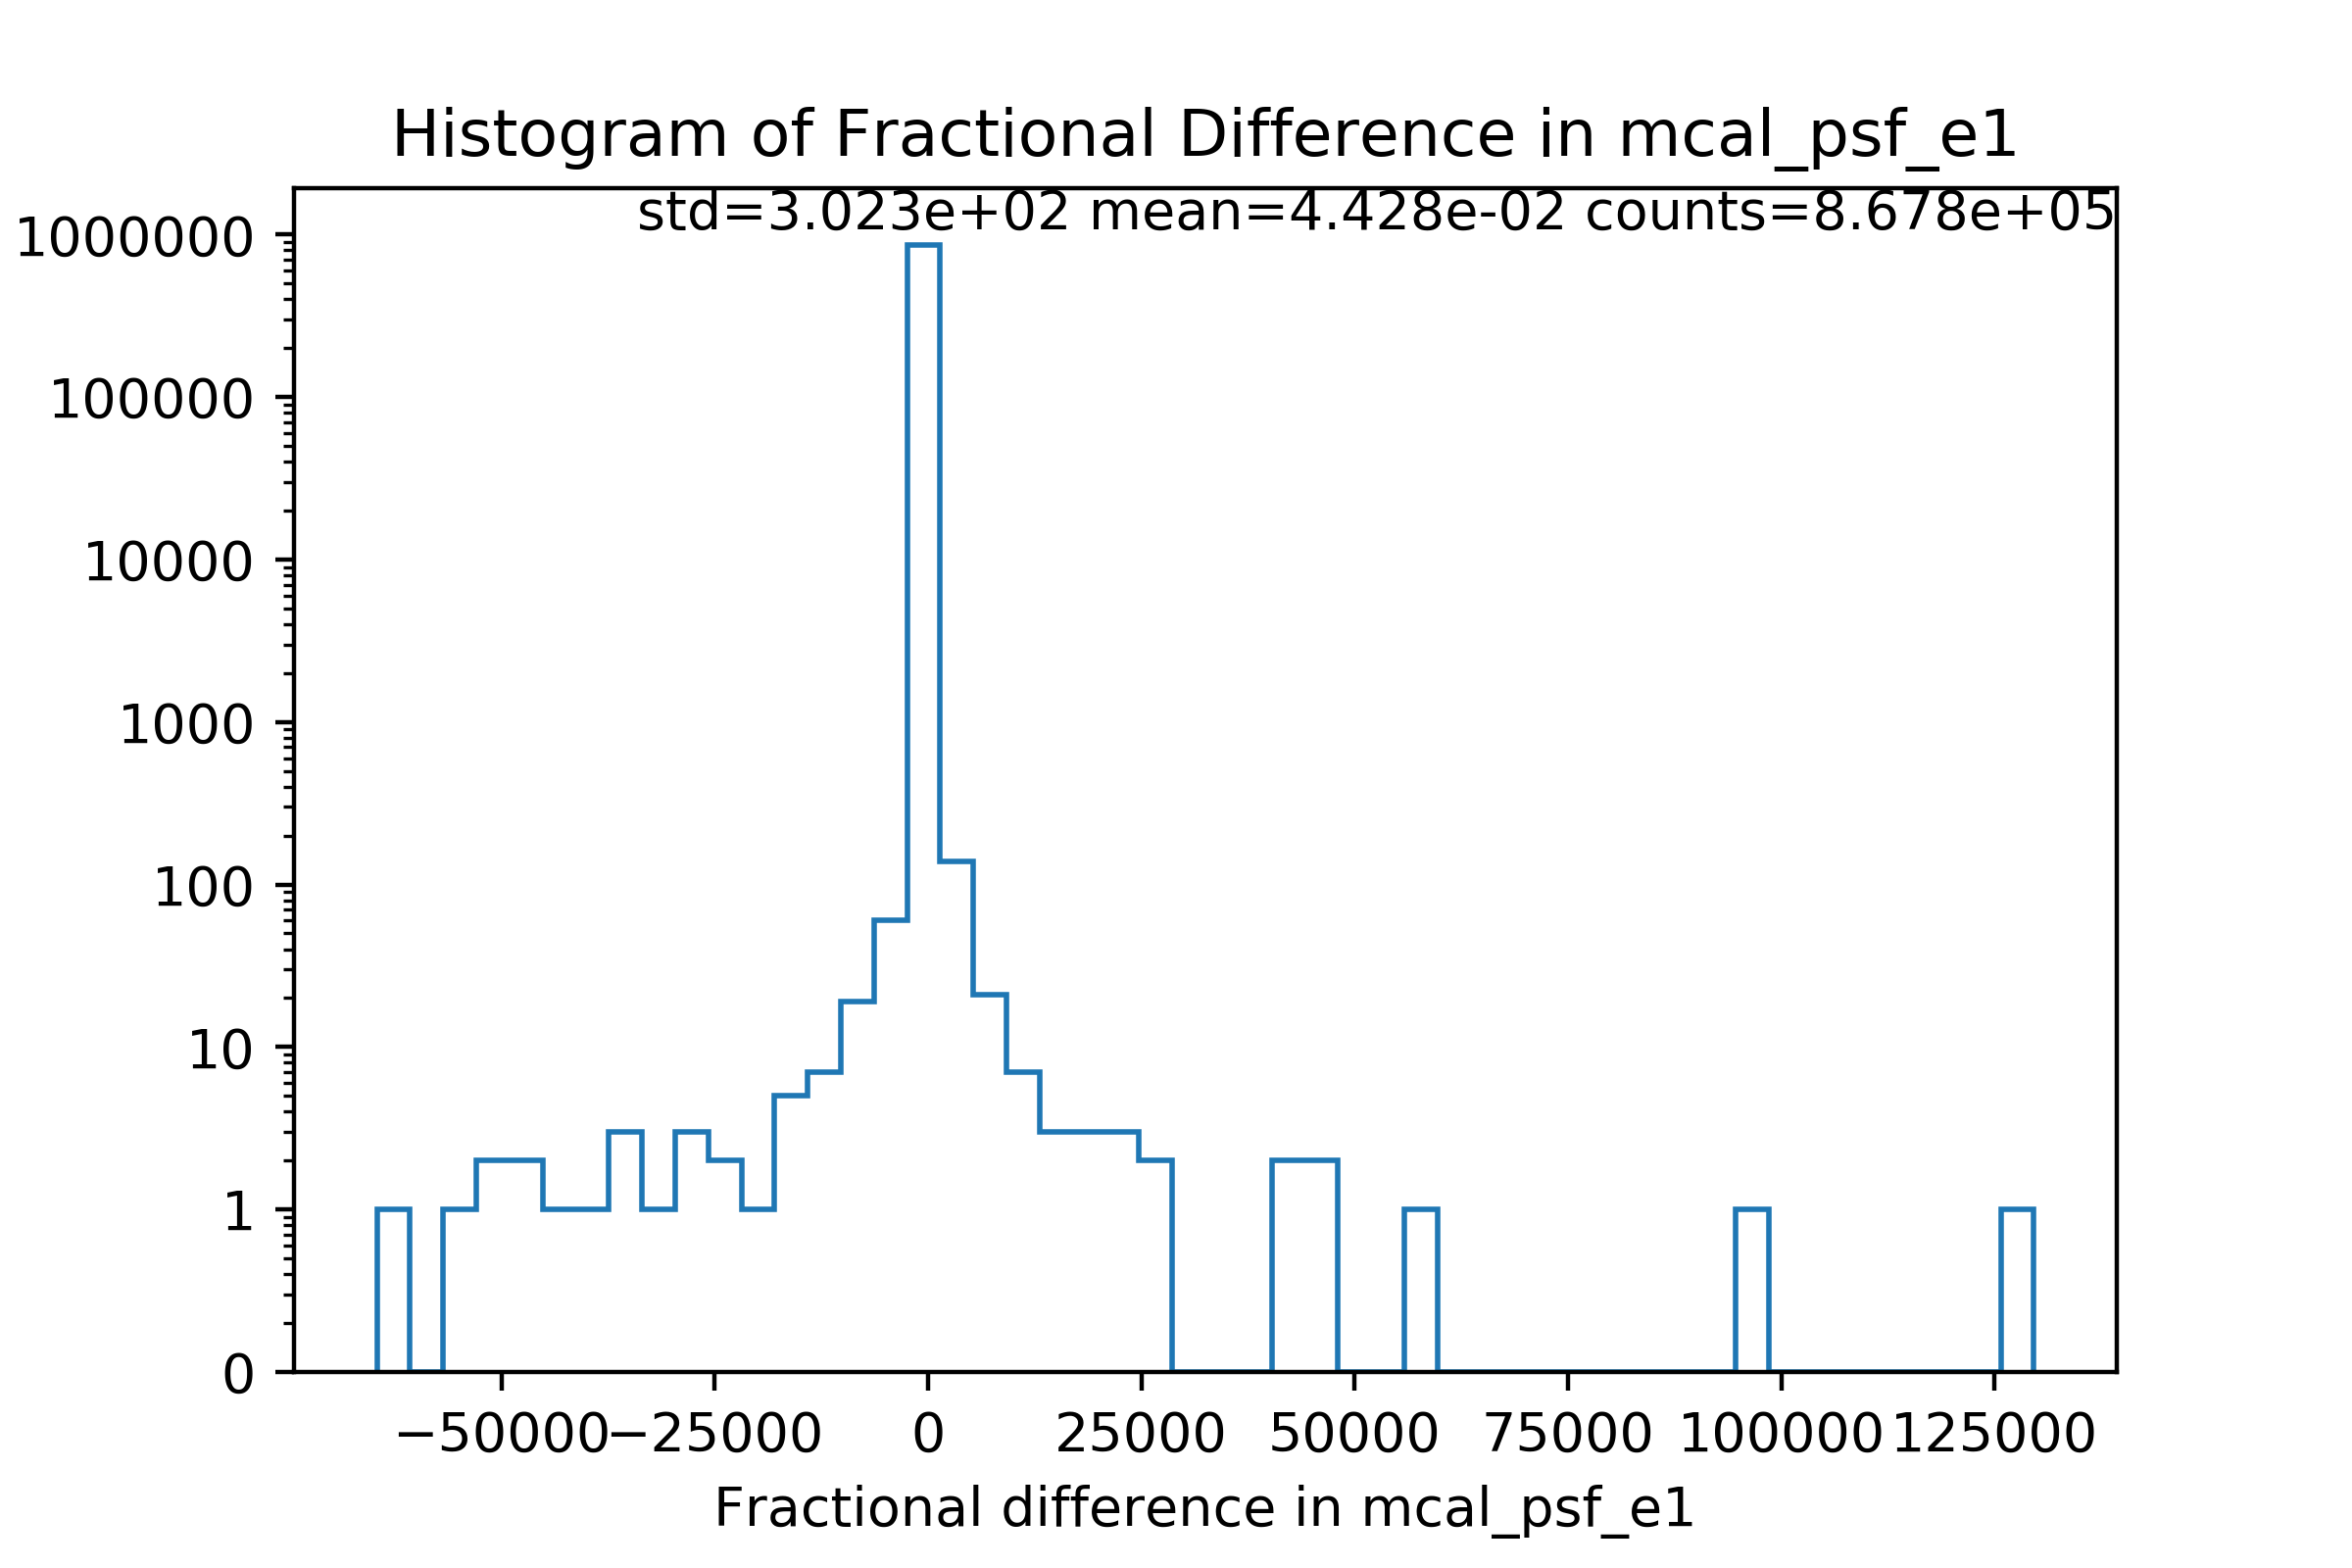 Histogram of Fractional Difference in mcal_psf_e1
std=3.023e+02 mean=4.428e-02 counts=8.678e+05
1000000
100000
10000
1000
100
10
1
0
−50000 −25000 0 25000 50000 75000 100000 125000
Fractional difference in mcal_psf_e1